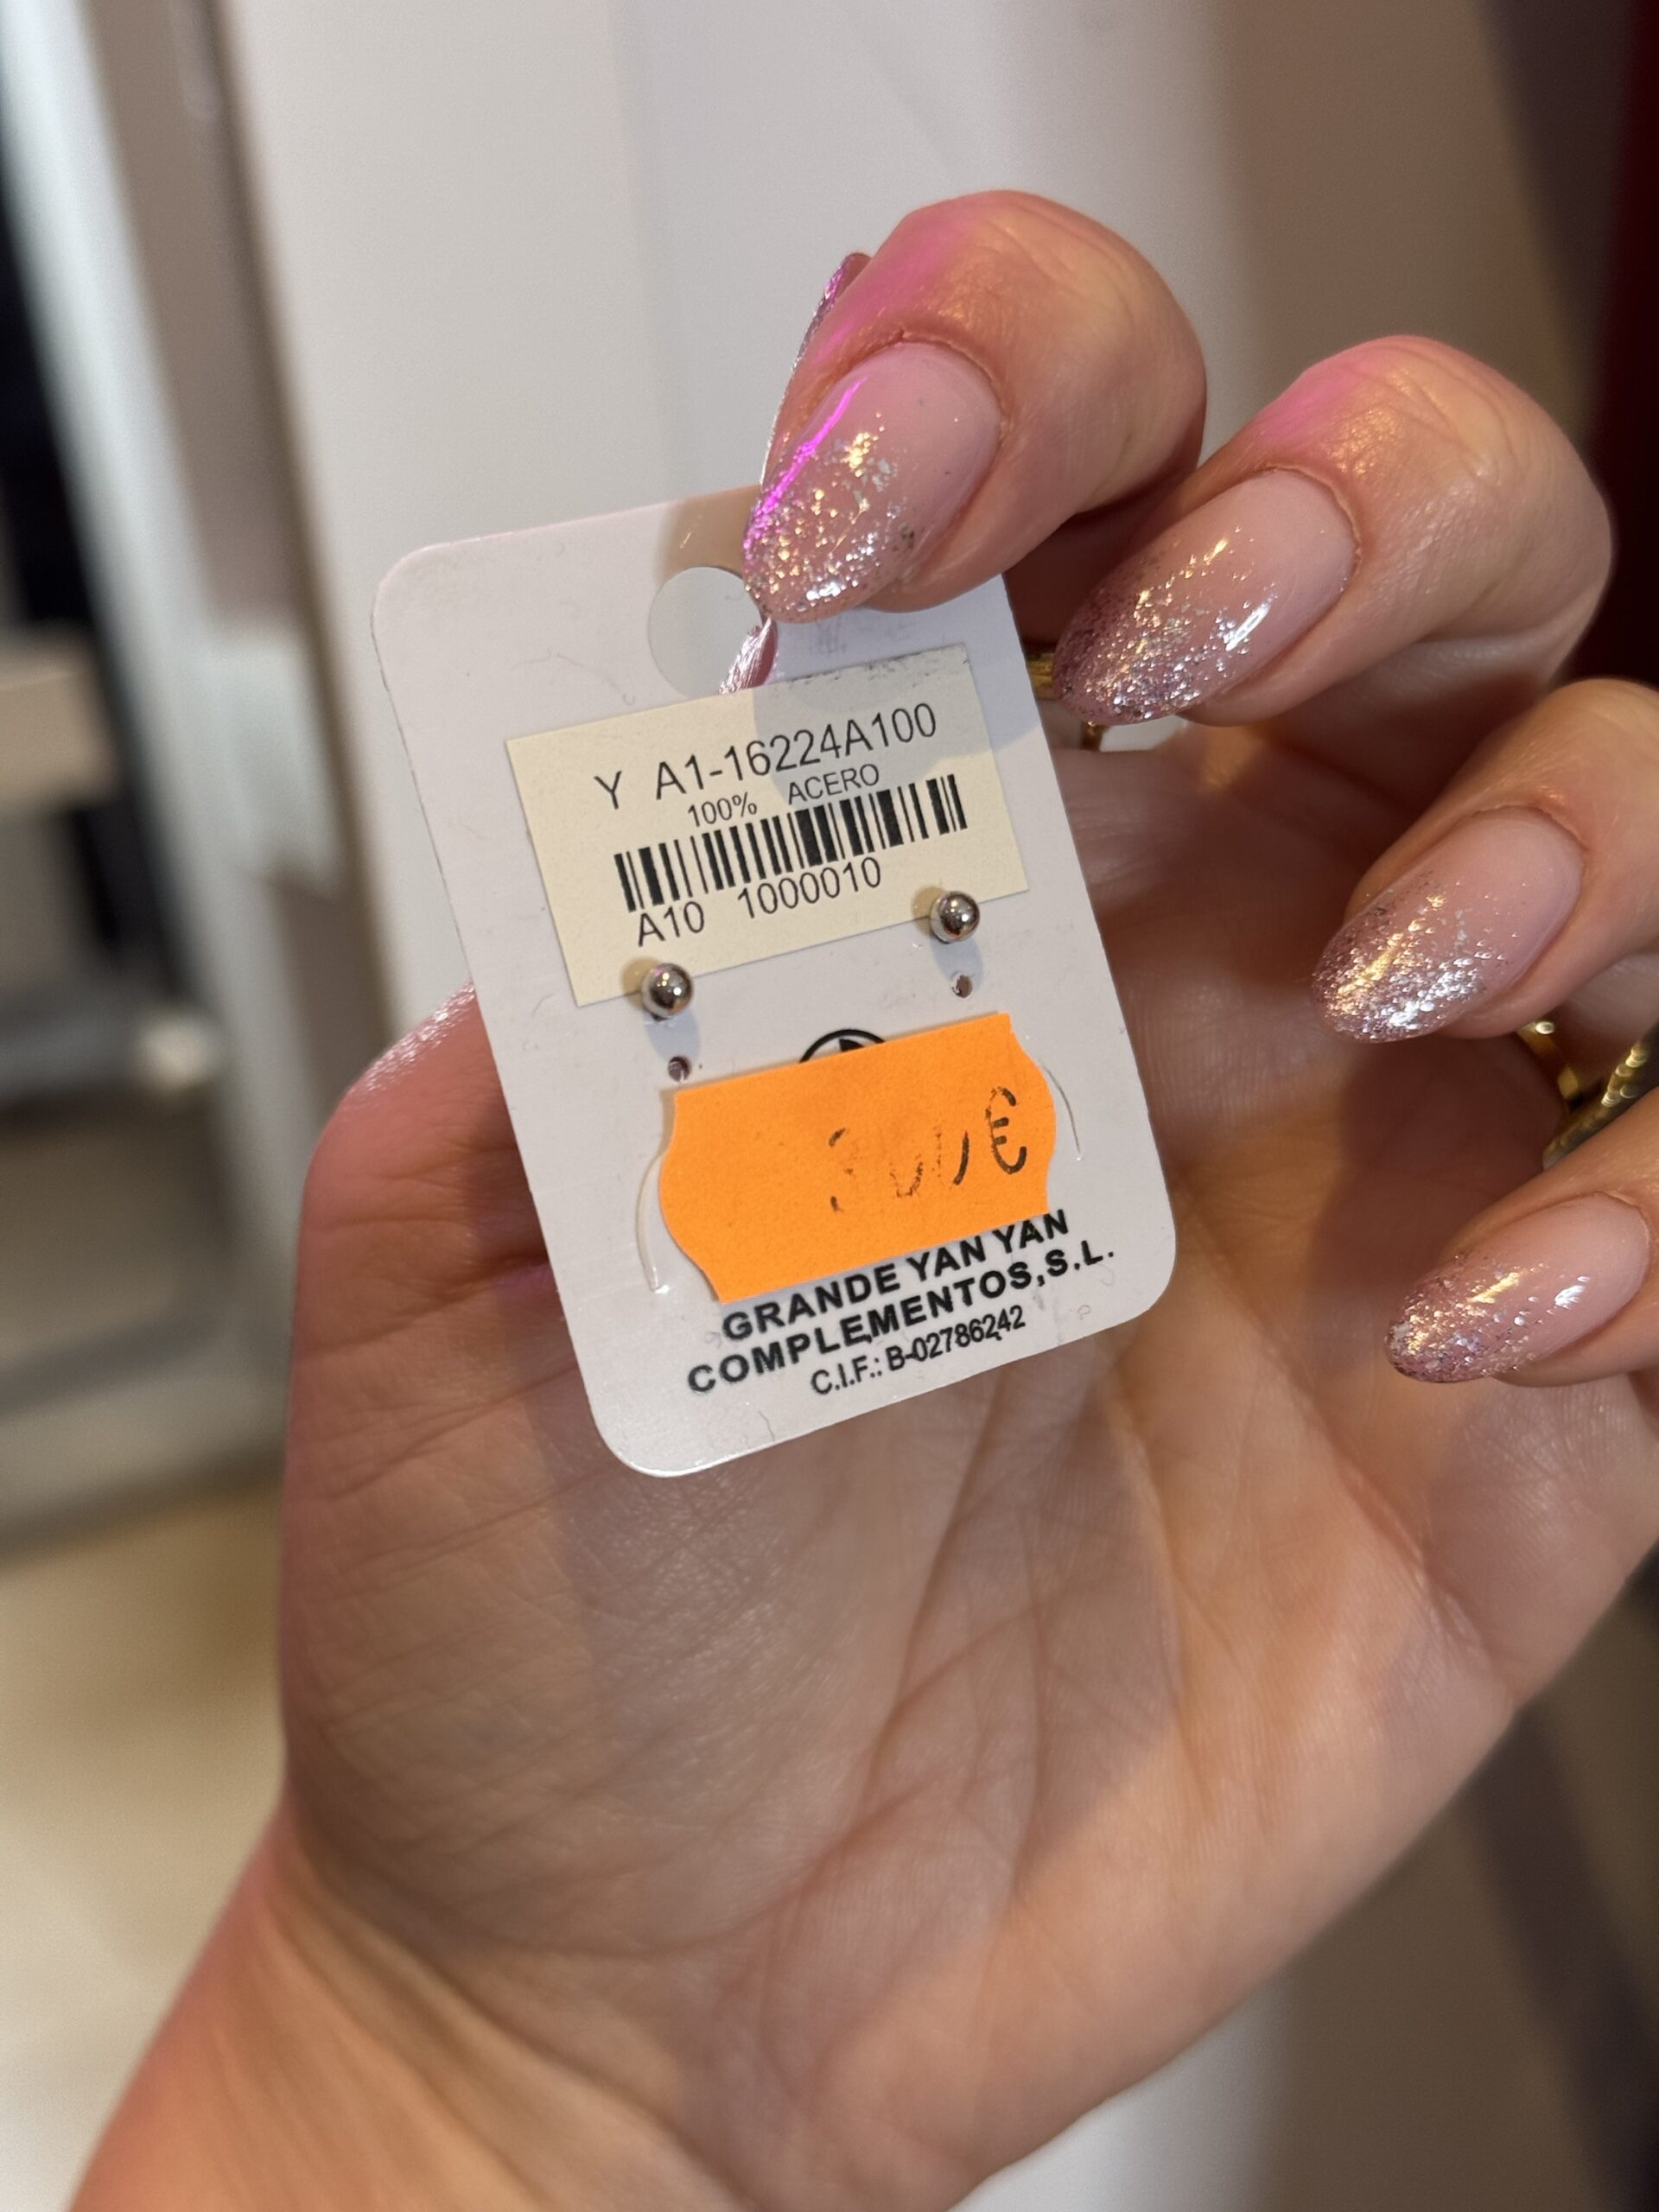 Y A1-16224A100
100% ACERO
A10 1000010
€
GRANDE YAN YAN
COMPLEMENTOS,S.L.
C.I.F.: B-02786242